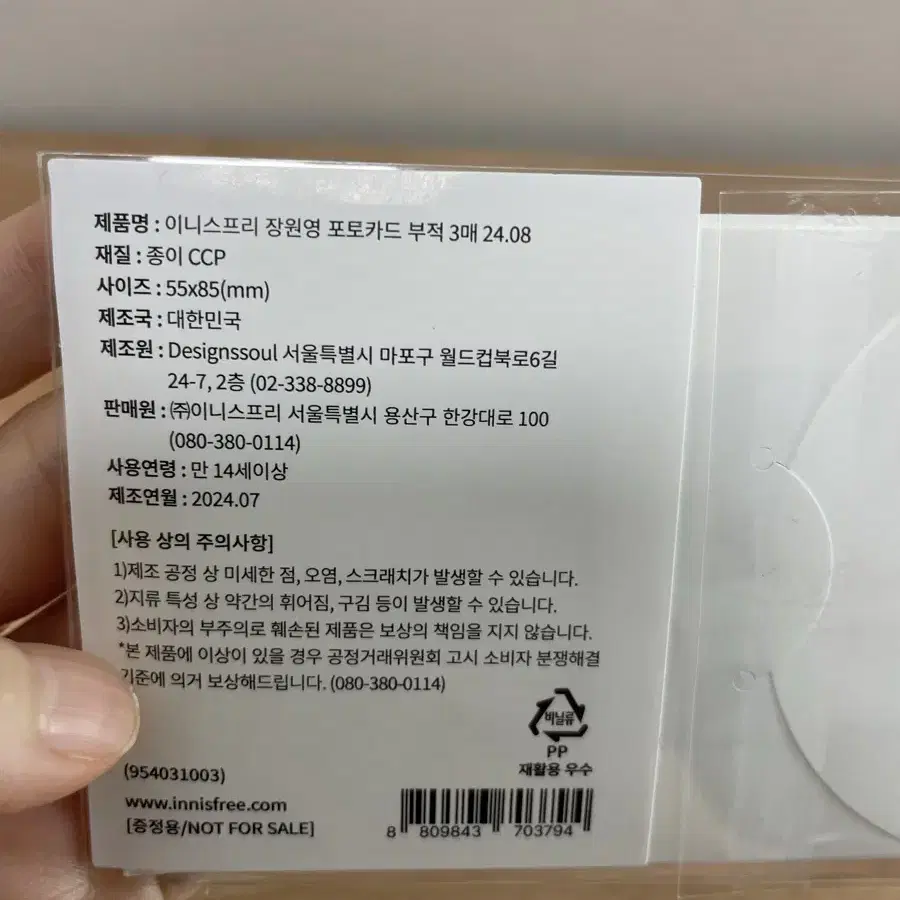 제품명 : 이니스프리 장원영 포토카드 부적 3매 24.08
재질 : 종이 CCP
사이즈 : 55x85(mm)
제조국 : 대한민국
제조원 : Designssoul 서울특별시 마포구 월드컵북로6길
24-7, 2층 (02-338-8899)
판매원 : ㈜이니스프리 서울특별시 용산구 한강대로 100
(080-380-0114)
사용연령 : 만 14세이상
제조연월 : 2024.07
[사용 상의 주의사항]
1)제조 공정 상 미세한 점, 오염, 스크래치가 발생할 수 있습니다.
2)지류 특성 상 약간의 휘어짐, 구김 등이 발생할 수 있습니다.
3)소비자의 부주의로 훼손된 제품은 보상의 책임을 지지 않습니다.
*본 제품에 이상이 있을 경우 공정거래위원회 고시 소비자 분쟁해결
기준에 의거 보상해드립니다. (080-380-0114)
비닐류
PP
재활용 우수
(954031003)
www.innisfree.com
[증정용/NOT FOR SALE]
8 809843 703794